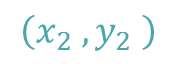 (x₂ , y₂ )